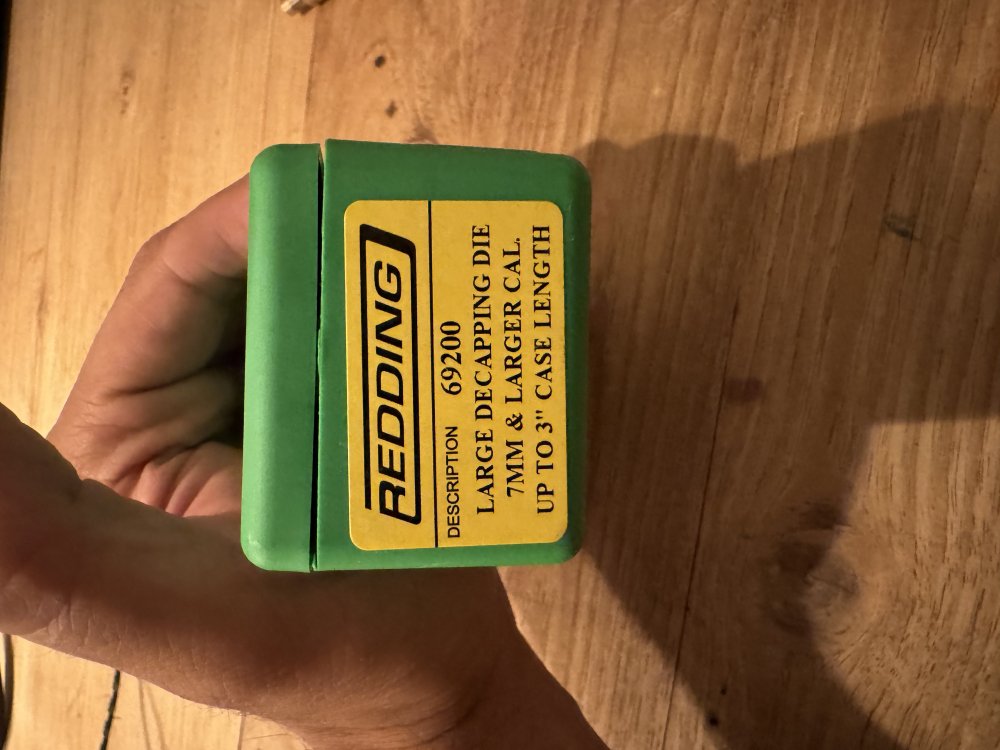 REDDING
DESCRIPTION 69200
LARGE DECAPPING DIE
7MM & LARGER CAL.
UP TO 3" CASE LENGTH